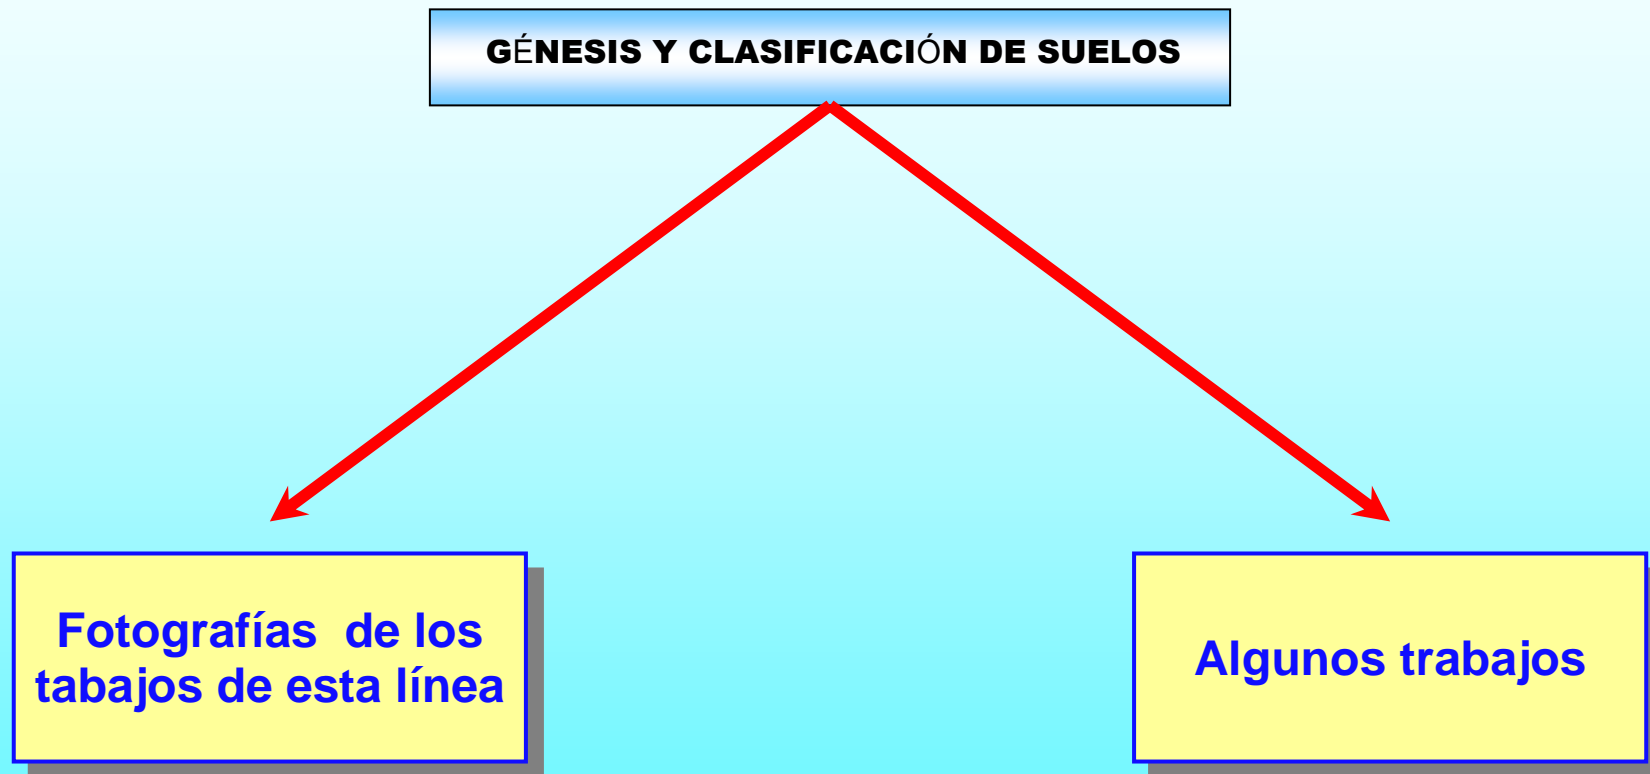 GÉNESIS Y CLASIFICACIÓN DE SUELOS
Fotografías  de los
tabajos de esta línea
Algunos trabajos